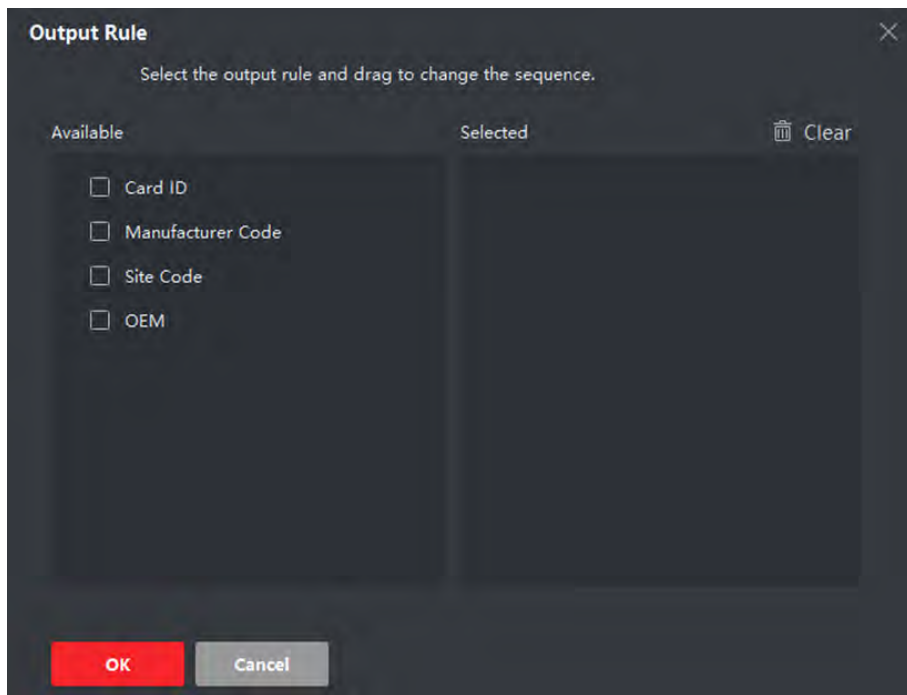 Output Rule
Select the output rule and drag to change the sequence.
Available
Selected
Clear
Card ID
Manufacturer Code
Site Code
OEM
OK
Cancel